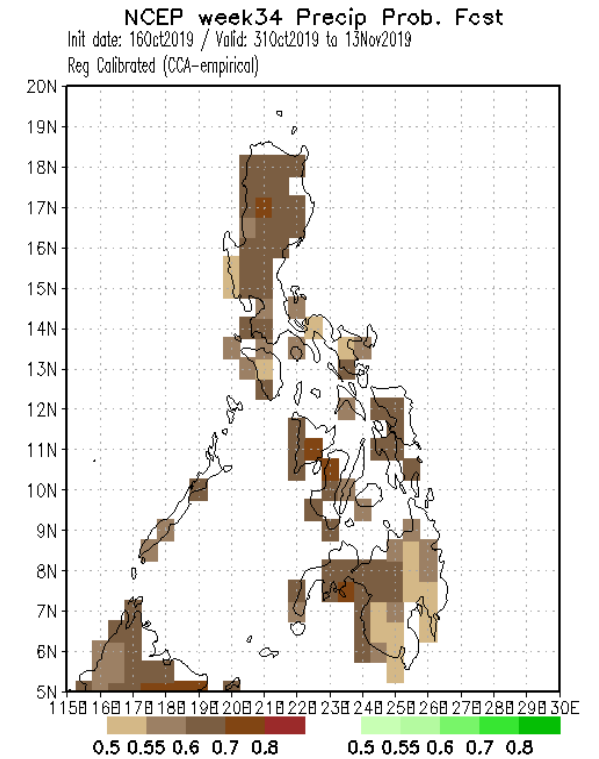 NCEP week34 Precip Prob. Fcst
Init date: 16Oct2019 / Valid: 31Oct2019 to 13Nov2019
Reg Calibrated (CCA-empirical)
20N
19N
18N
17N
16N
15N
14N
13N
12N
11N
10N
9N
8N
7N
6N
5N
115E 116E 117E 118E 119E 120E 121E 122E 123E 124E 125E 126E 127E 128E 129E 130E
0.5 0.55 0.6 0.7 0.8 0.5 0.55 0.6 0.7 0.8